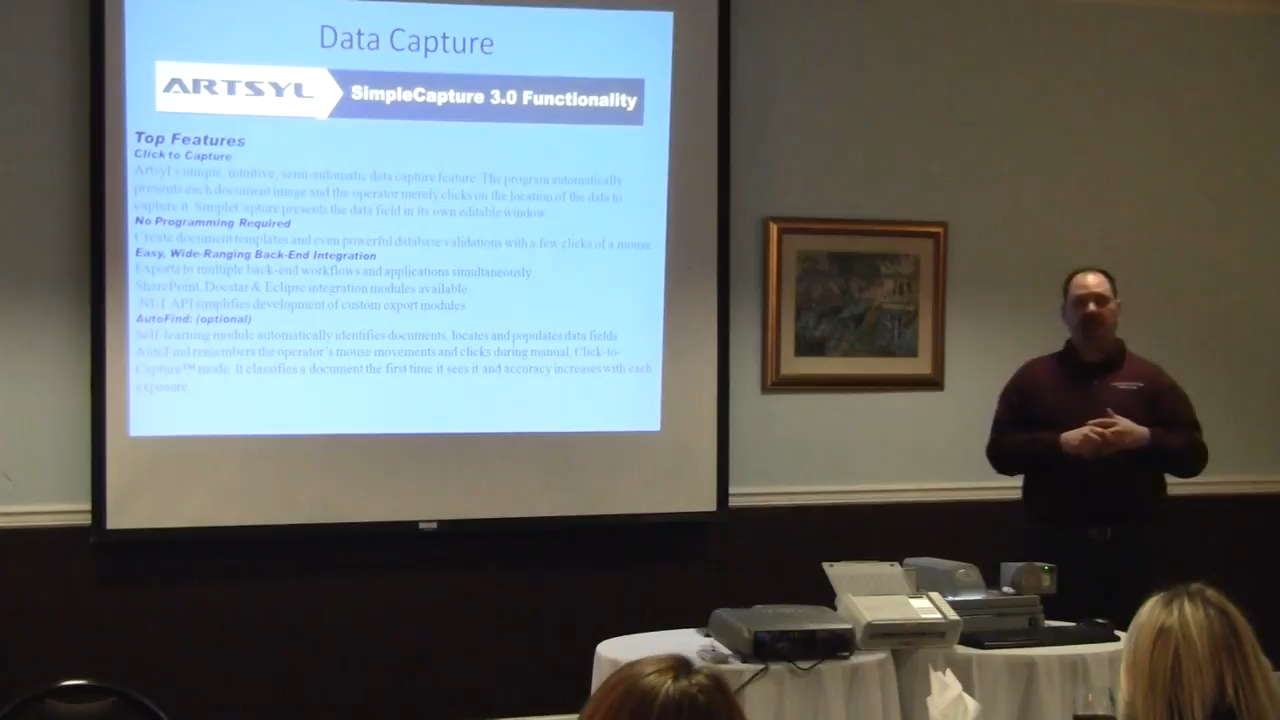 Data Capture
ARTSYL SimpleCapture 3.0 Functionality
Top Features
Click to Capture
Artsyl's unique, intuitive, semi-automatic data capture feature. The program automatically
presents each document image and the operator merely clicks on the location of the data to
capture it. SimpleCapture presents the data field in its own editable window.
No Programming Required
Create document templates and even powerful database validations with a few clicks of a mouse
Easy, Wide-Ranging Back-End Integration
Exports to multiple back-end workflows and applications simultaneously
SharePoint, Docstar & Eclipse integration modules available.
.NET API simplifies development of custom export modules.
AutoFind: (optional)
Self-learning module automatically identifies documents, locates and populates data fields.
AutoFind remembers the operator's mouse movements and clicks during manual, Click-to-
Capture™ mode. It classifies a document the first time it sees it and accuracy increases with each
exposure.